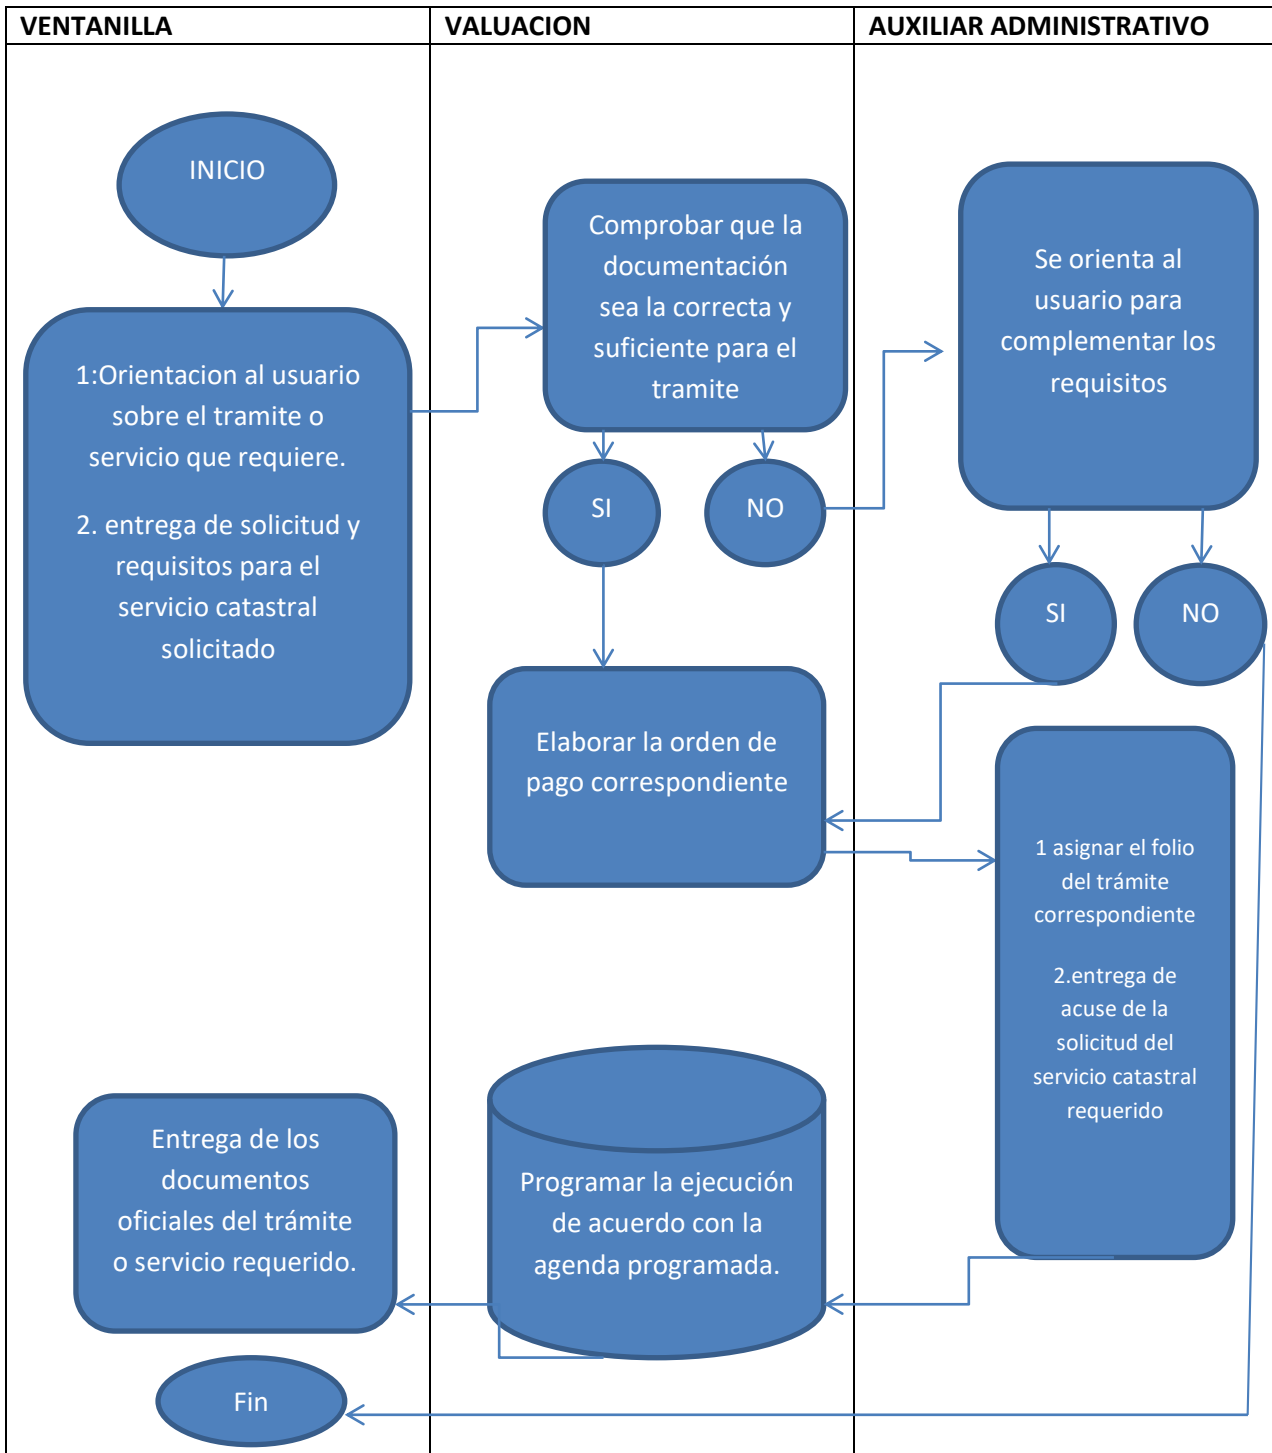 VENTANILLA
VALUACION
AUXILIAR ADMINISTRATIVO
INICIO
1:Orientacion al usuario
sobre el tramite o
servicio que requiere.
2. entrega de solicitud y
requisitos para el
servicio catastral
solicitado
Comprobar que la
documentación
sea la correcta y
suficiente para el
tramite
SI
NO
Se orienta al
usuario para
complementar los
requisitos
SI
NO
Elaborar la orden de
pago correspondiente
1 asignar el folio
del trámite
correspondiente
2.entrega de
acuse de la
solicitud del
servicio catastral
requerido
Programar la ejecución
de acuerdo con la
agenda programada.
Entrega de los
documentos
oficiales del trámite
o servicio requerido.
Fin